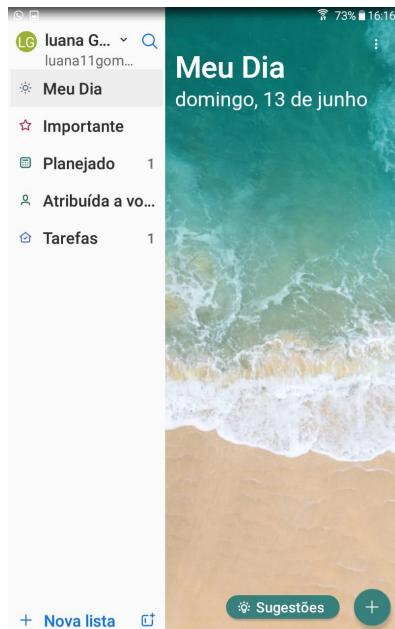 73% 16:16
LG luana G...
luana11gom...
Meu Dia
Importante
Planejado 1
Atribuída a vo...
Tarefas 1
Nova lista
Meu Dia
domingo, 13 de junho
Sugestões